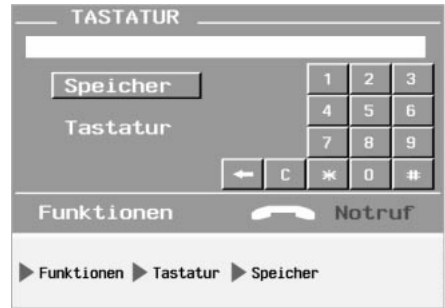 TASTATUR
Speicher
Tastatur
1 2 3
4 5 6
7 8 9
C * 0 #
Funktionen Notruf
Funktionen Tastatur Speicher